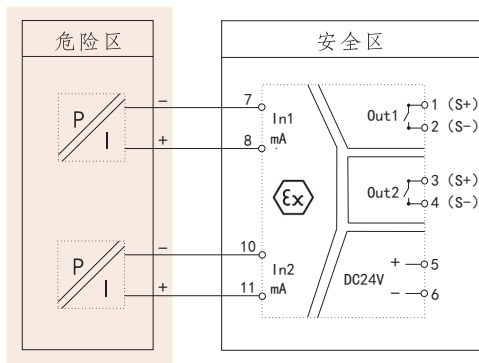 危险区
安全区
P
I
−
+
7
8
In1
mA
Out1
1 (S+)
2 (S−)
Ex
Out2
3 (S+)
4 (S−)
P
I
−
+
10
11
In2
mA
DC24V
+
5
−
6